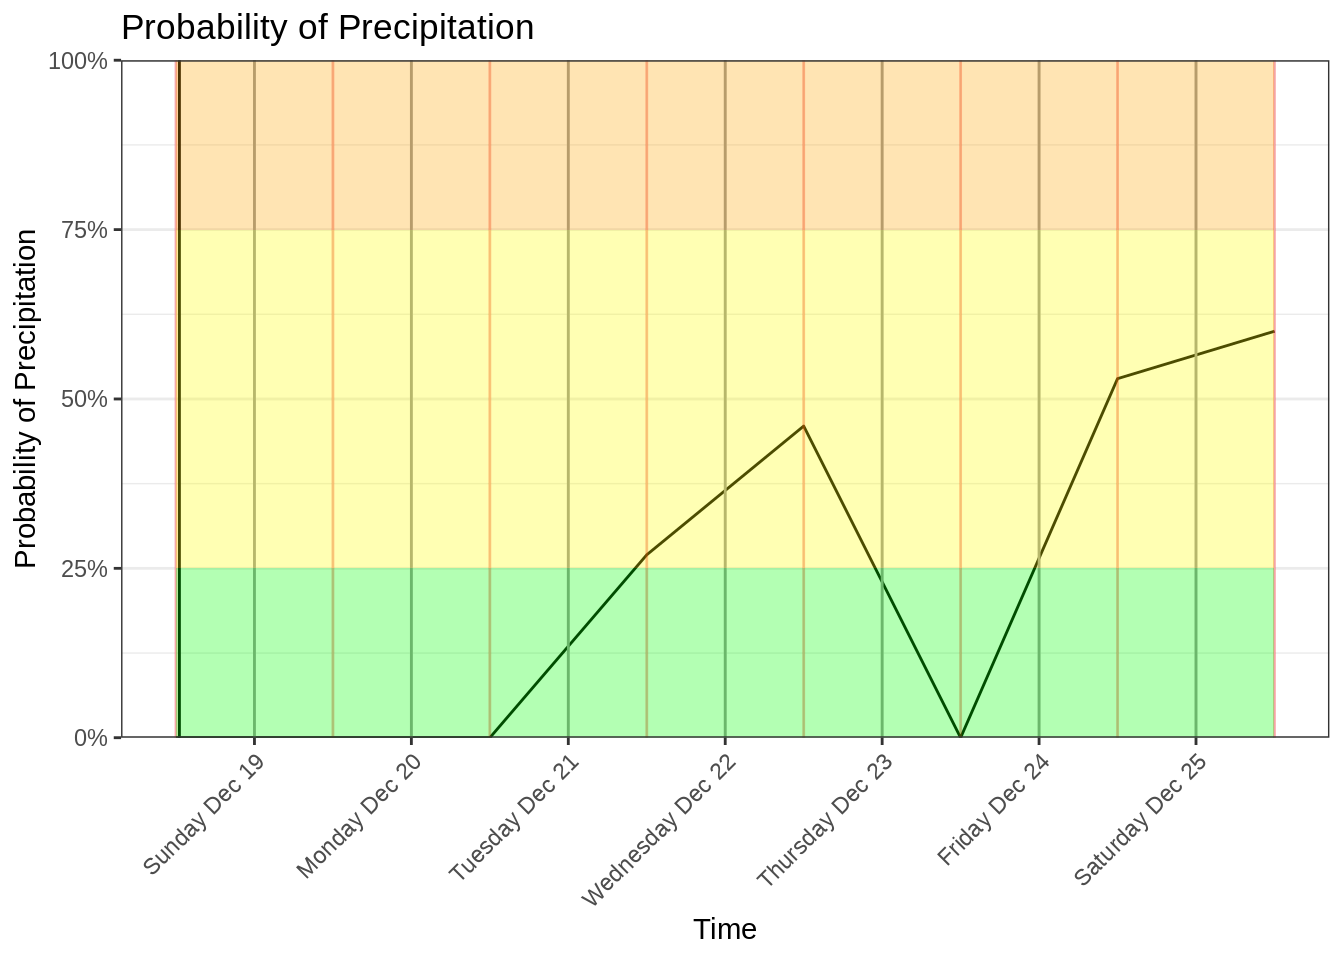 Probability of Precipitation
Probability of Precipitation
100%
75%
50%
25%
0%
Sunday Dec 19
Monday Dec 20
Tuesday Dec 21
Wednesday Dec 22
Thursday Dec 23
Friday Dec 24
Saturday Dec 25
Time